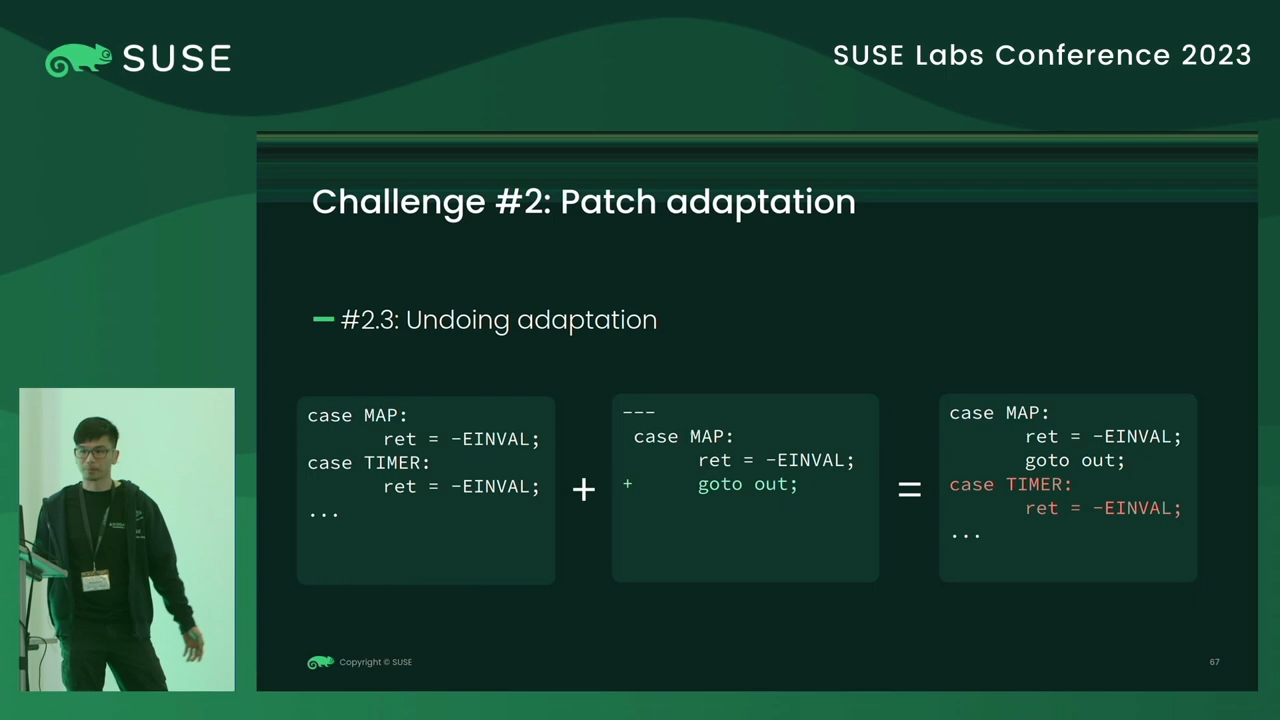 SUSE
SUSE Labs Conference 2023
Challenge #2: Patch adaptation
#2.3: Undoing adaptation
case MAP:
ret = -EINVAL;
case TIMER:
ret = -EINVAL;
...
+
---
case MAP:
ret = -EINVAL;
+ goto out;
=
case MAP:
ret = -EINVAL;
goto out;
case TIMER:
ret = -EINVAL;
...
Copyright © SUSE
67